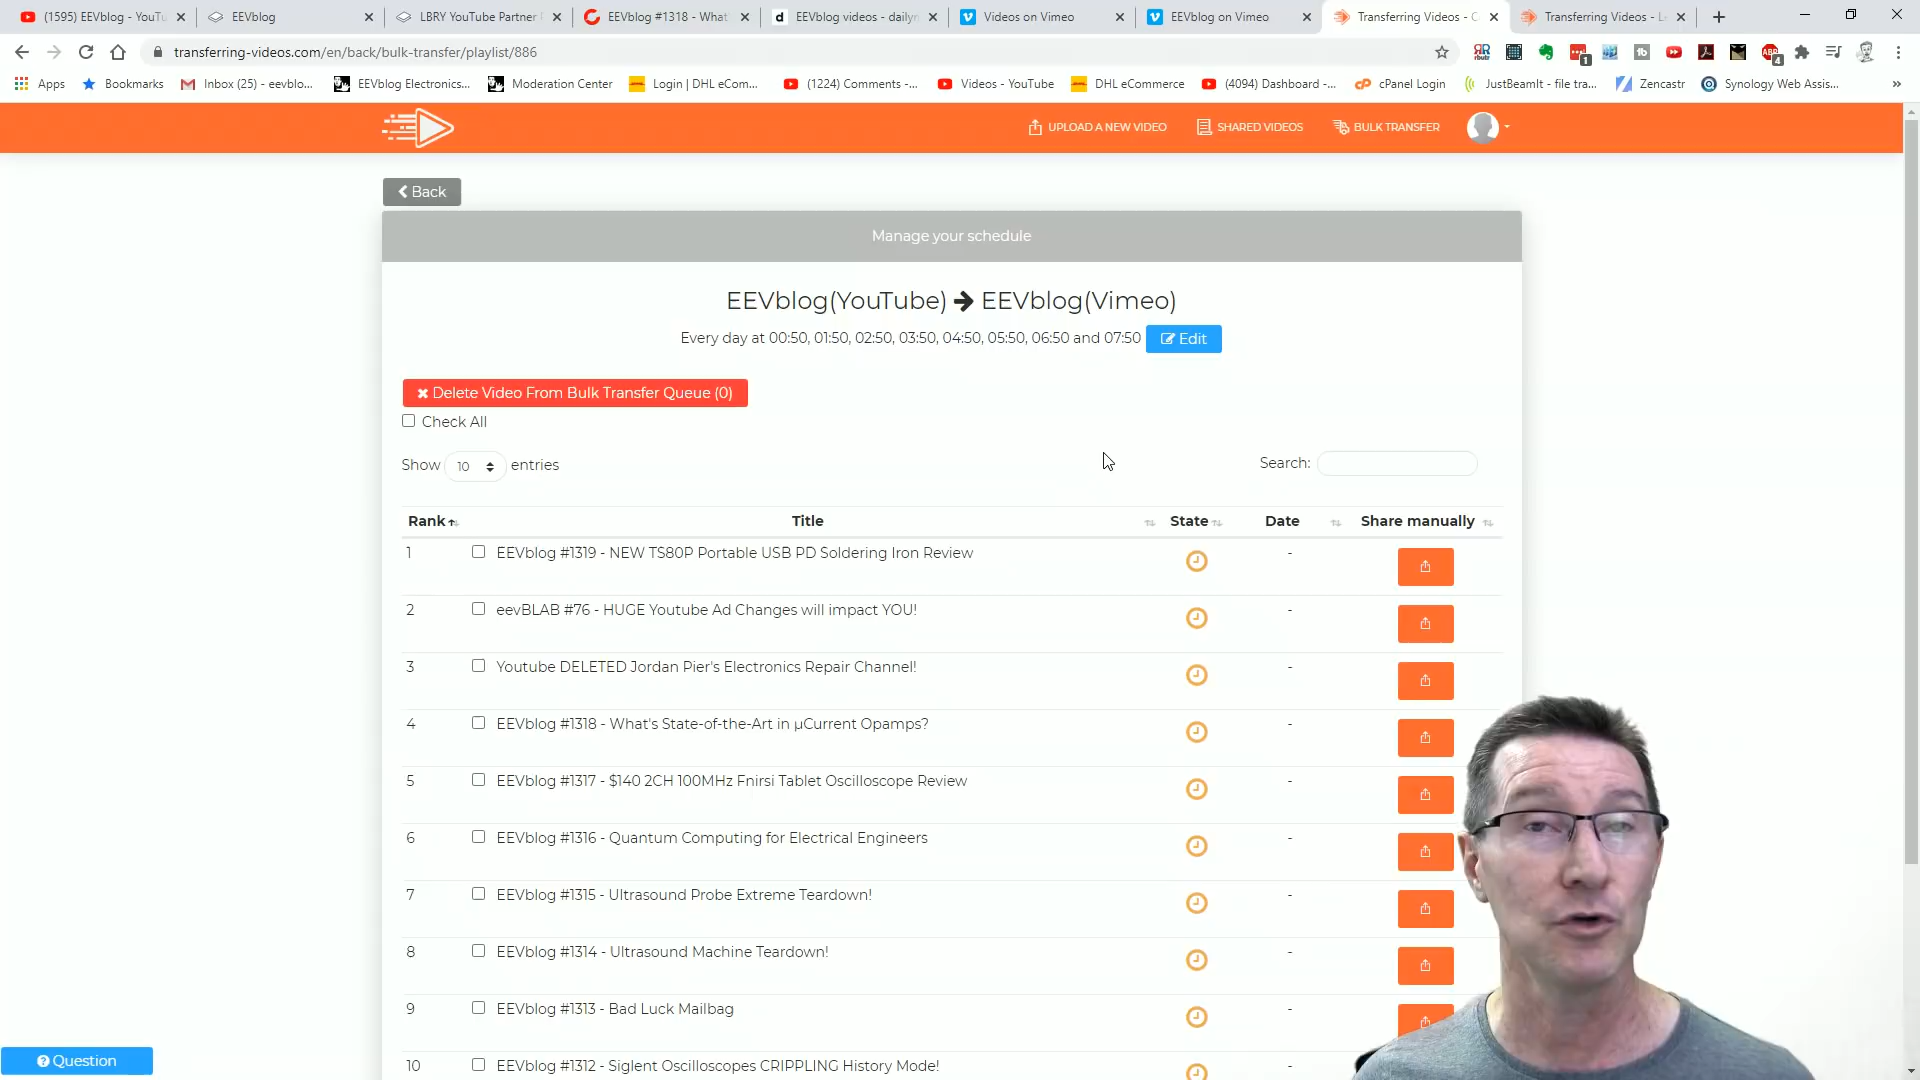 (1595) EEVblog - YouTu
EEVblog
LBRY YouTube Partner
EEVblog #1318 - What'
EEVblog videos - dailyn
Videos on Vimeo
EEVblog on Vimeo
Transferring Videos - C
Transferring Videos - L
transferring-videos.com/en/back/bulk-transfer/playlist/886
Apps
Bookmarks
Inbox (25) - eevblo...
EEVblog Electronics...
Moderation Center
Login | DHL eCom...
(1224) Comments -...
Videos - YouTube
DHL eCommerce
(4094) Dashboard -...
cPanel Login
JustBeamIt - file tra...
Zencastr
Synology Web Assis...
UPLOAD A NEW VIDEO
SHARED VIDEOS
BULK TRANSFER
Back
Manage your schedule
EEVblog(YouTube) → EEVblog(Vimeo)
Every day at 00:50, 01:50, 02:50, 03:50, 04:50, 05:50, 06:50 and 07:50 Edit
Delete Video From Bulk Transfer Queue (0)
Check All
Show 10 entries
Search:
Rank Title State Date Share manually
1 EEVblog #1319 - NEW TS80P Portable USB PD Soldering Iron Review -
2 eevBLAB #76 - HUGE Youtube Ad Changes will impact YOU! -
3 Youtube DELETED Jordan Pier's Electronics Repair Channel! -
4 EEVblog #1318 - What's State-of-the-Art in µCurrent Opamps? -
5 EEVblog #1317 - $140 2CH 100MHz Fnirsi Tablet Oscilloscope Review -
6 EEVblog #1316 - Quantum Computing for Electrical Engineers -
7 EEVblog #1315 - Ultrasound Probe Extreme Teardown! -
8 EEVblog #1314 - Ultrasound Machine Teardown! -
9 EEVblog #1313 - Bad Luck Mailbag -
10 EEVblog #1312 - Siglent Oscilloscopes CRIPPLING History Mode! -
Question